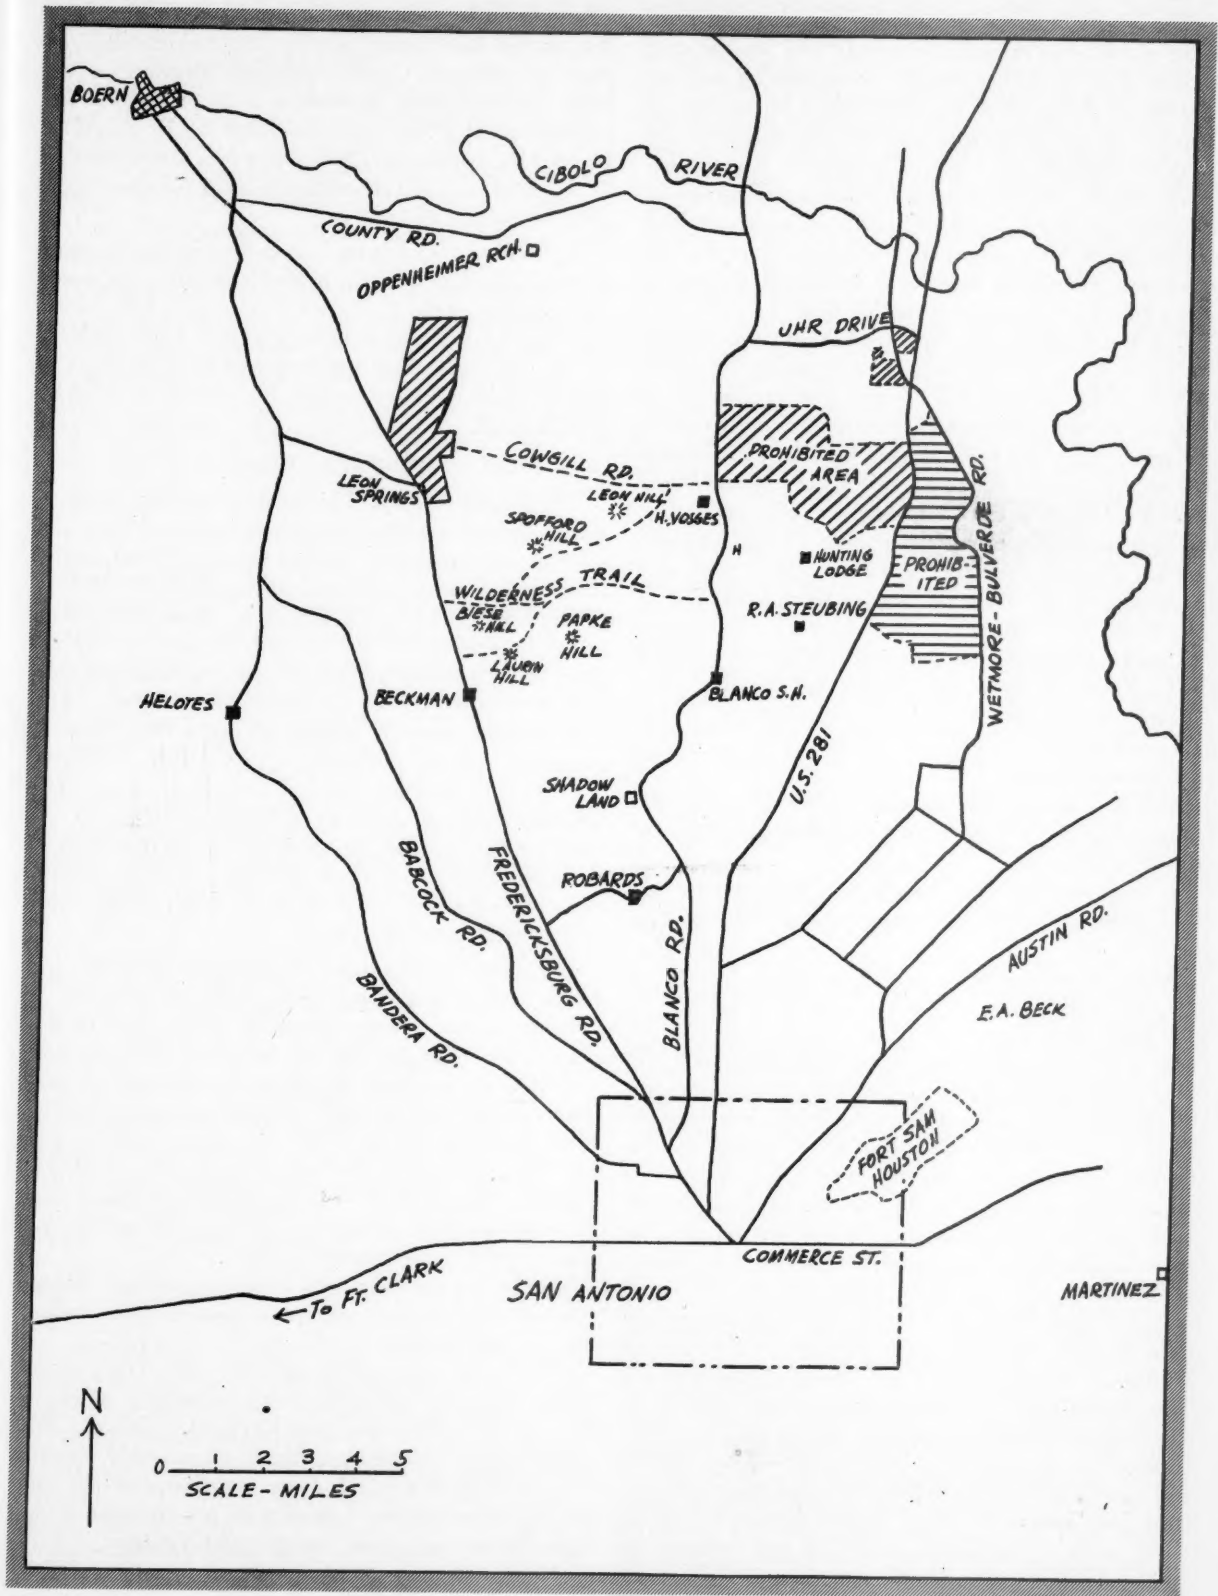 BOERN
CIBOLO RIVER
COUNTY RD.
OPPENHEIMER RCH.
UHR DRIVE
COWGILL RD.
PROHIBITED
AREA
LEON
SPRINGS
LEON HILL
H. VOSGES
SPOFFORD
HILL
H
HUNTING
LODGE
PROHIB-
ITED
WETMORE-BULVERDE RD.
WILDERNESS TRAIL
BIESE
HILL
PAPKE
HILL
R.A. STEUBING
LAURIN
HILL
HELOTES
BECKMAN
BLANCO S.H.
U.S. 281
SHADOW
LAND
BABCOCK RD.
FREDERICKSBURG RD.
ROBARDS
BLANCO RD.
AUSTIN RD.
BANDERA RD.
E.A. BECK
FORT SAM
HOUSTON
COMMERCE ST.
← TO FT. CLARK
SAN ANTONIO
MARTINEZ
N
0 1 2 3 4 5
SCALE - MILES